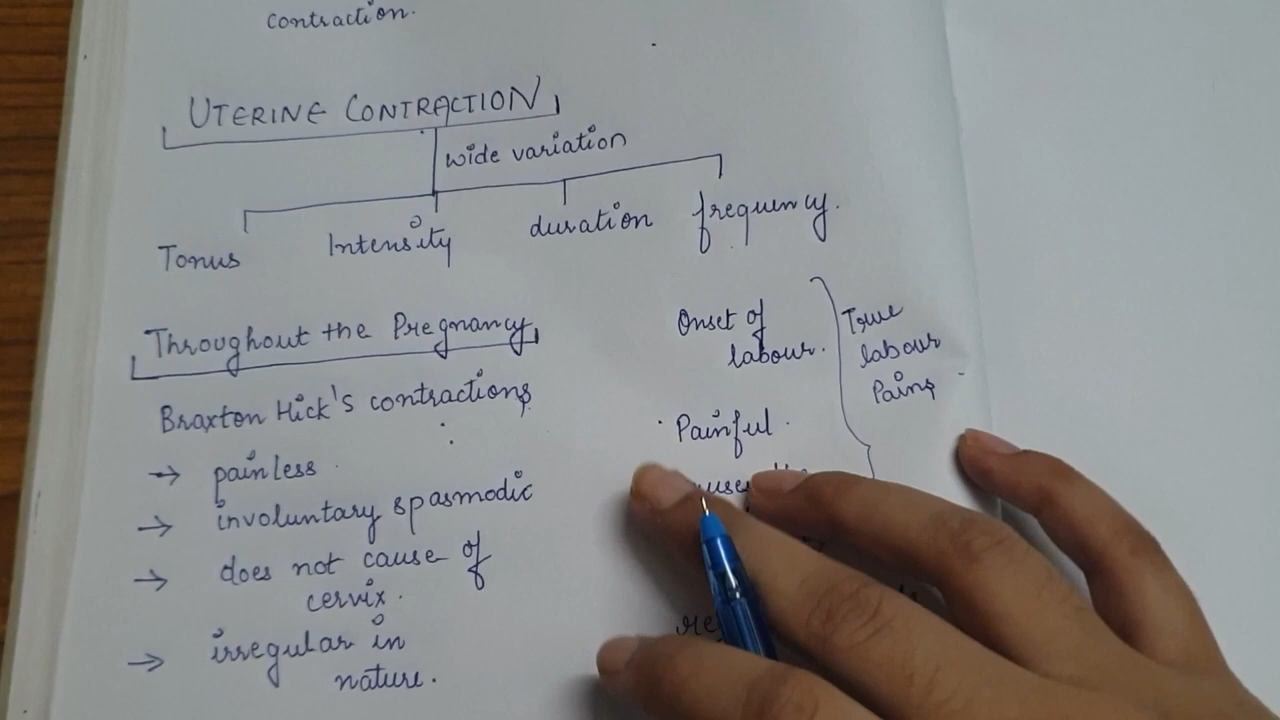 contraction.
UTERINE CONTRACTION
wide variation
Tonus Intensity duration frequency.
Throughout the Pregnancy
Braxton Hick's contractions
→ painless
→ involuntary spasmodic
→ does not cause of
cervix.
→ irregular in
nature.
Onset of
labour.
Painful
True
labour
Pains